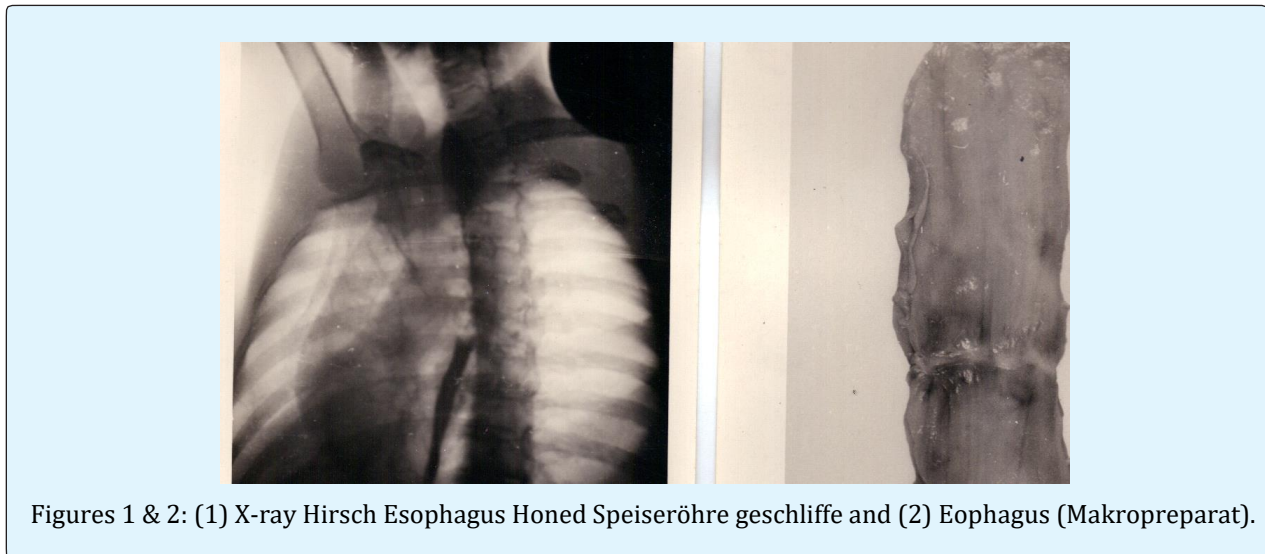 Figures 1 & 2: (1) X-ray Hirsch Esophagus Honed Speiseröhre geschliffe and (2) Eophagus (Makropreparat).